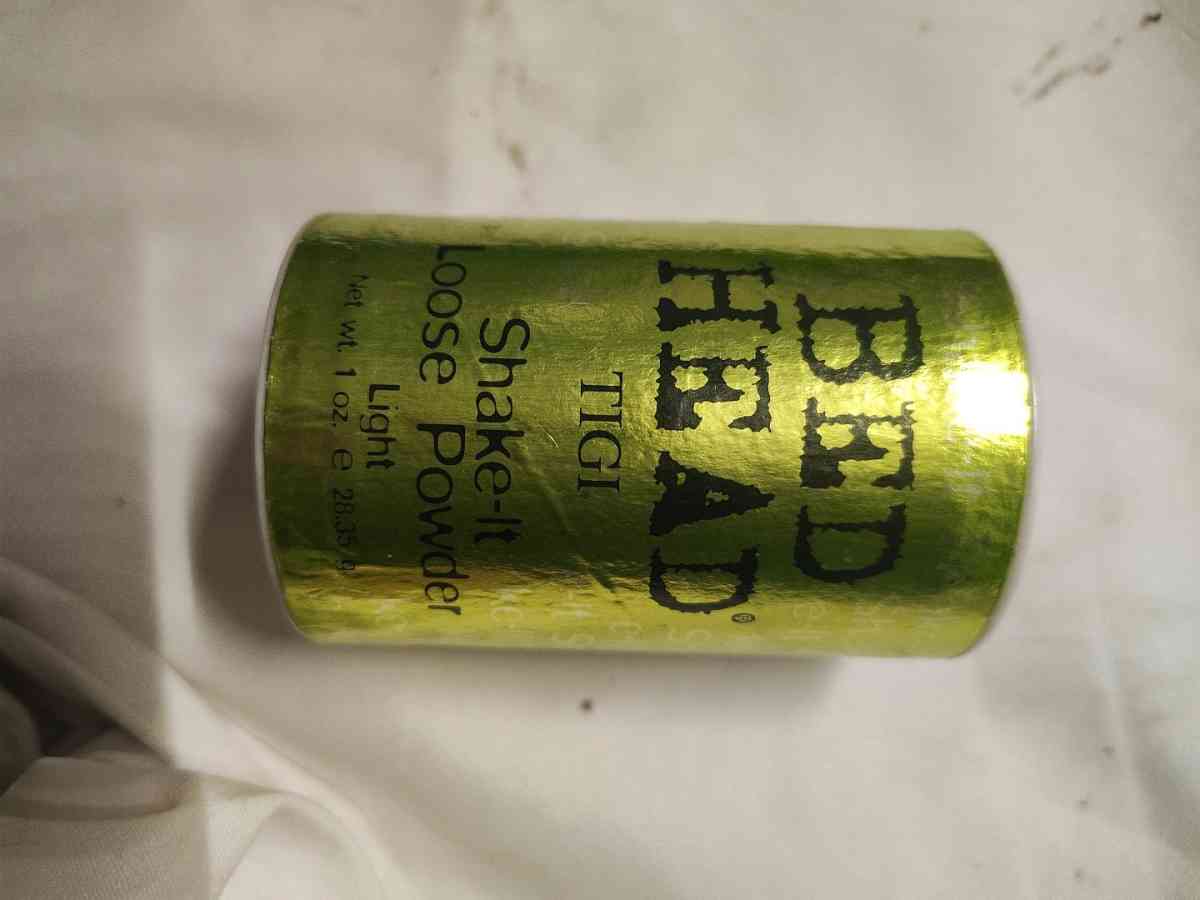 BED
HEAD®
TIGI
Shake-It
Loose Powder
Light
Net wt. 1 oz. e 28.35 g